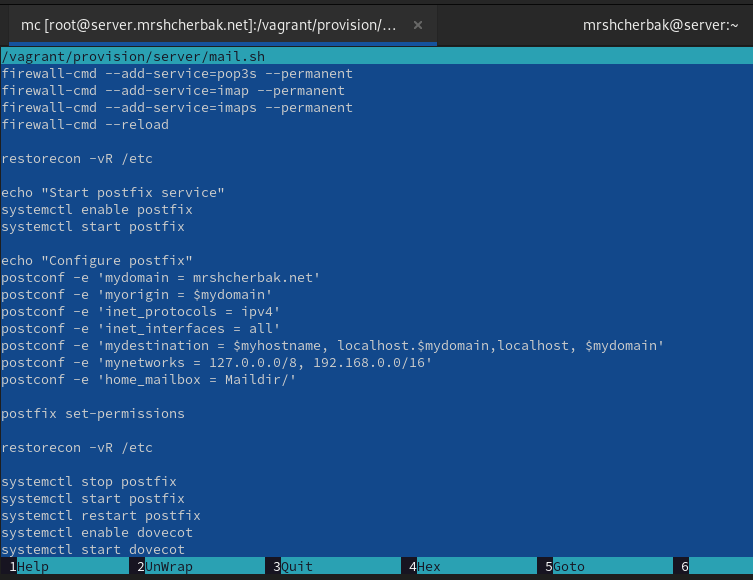 mc [root@server.mrshcherbak.net]:/vagrant/provision/... × mrshcherbak@server:~
/vagrant/provision/server/mail.sh
firewall-cmd --add-service=pop3s --permanent
firewall-cmd --add-service=imap --permanent
firewall-cmd --add-service=imaps --permanent
firewall-cmd --reload
restorecon -vR /etc
echo "Start postfix service"
systemctl enable postfix
systemctl start postfix
echo "Configure postfix"
postconf -e 'mydomain = mrshcherbak.net'
postconf -e 'myorigin = $mydomain'
postconf -e 'inet_protocols = ipv4'
postconf -e 'inet_interfaces = all'
postconf -e 'mydestination = $myhostname, localhost.$mydomain,localhost, $mydomain'
postconf -e 'mynetworks = 127.0.0.0/8, 192.168.0.0/16'
postconf -e 'home_mailbox = Maildir/'
postfix set-permissions
restorecon -vR /etc
systemctl stop postfix
systemctl start postfix
systemctl restart postfix
systemctl enable dovecot
systemctl start dovecot
1Help 2UnWrap 3Quit 4Hex 5Goto 6